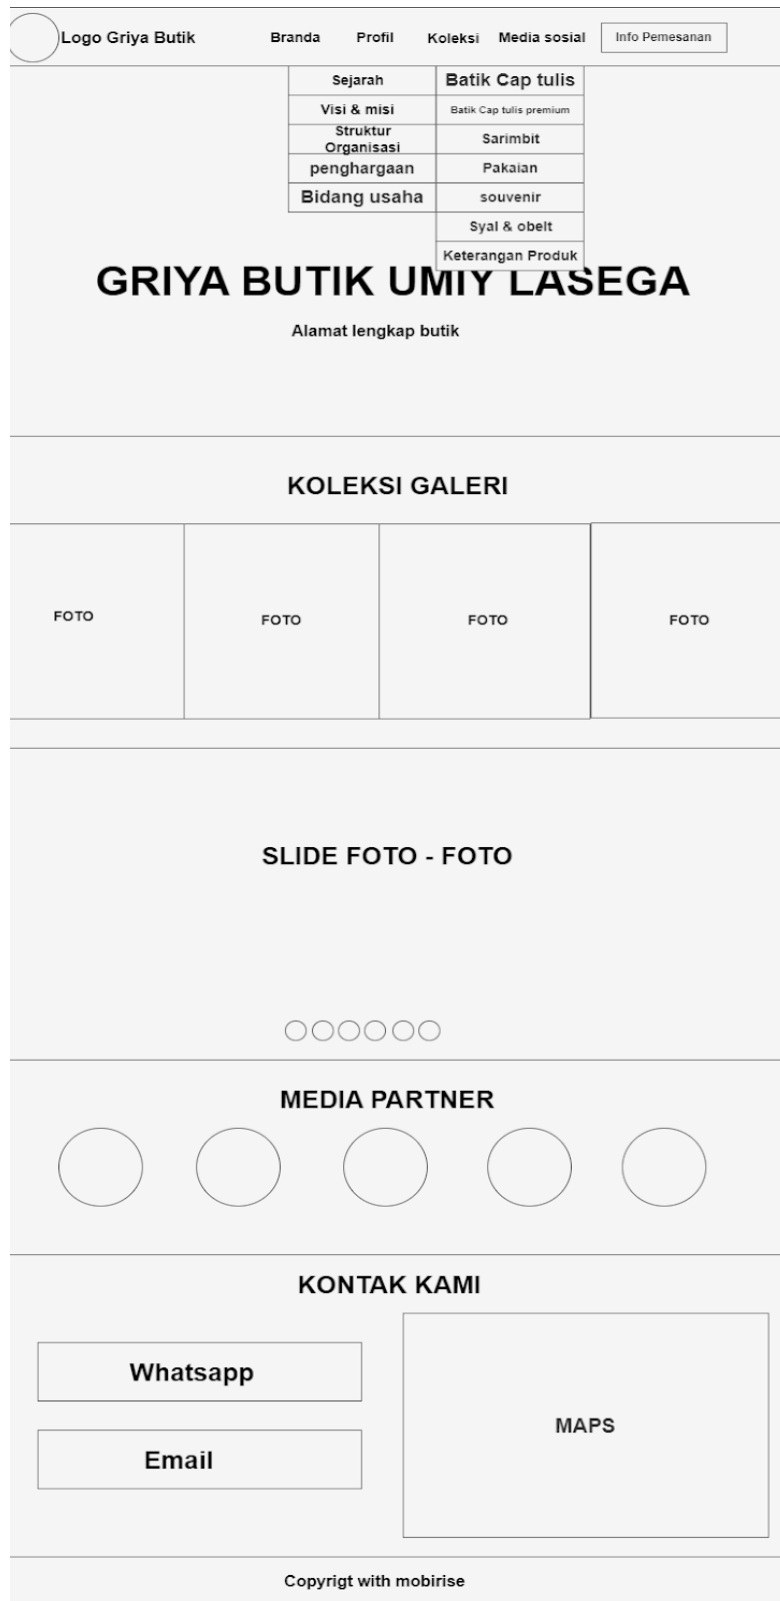 Logo Griya Butik
Branda
Profil
Koleksi
Media sosial
Info Pemesanan
Sejarah
Visi & misi
Struktur
Organisasi
penghargaan
Bidang usaha
Batik Cap tulis
Batik Cap tulis premium
Sarimbit
Pakaian
souvenir
Syal & obelt
Keterangan Produk
GRIYA BUTIK UMIY LASEGA
Alamat lengkap butik
KOLEKSI GALERI
FOTO
FOTO
FOTO
FOTO
SLIDE FOTO - FOTO
MEDIA PARTNER
KONTAK KAMI
Whatsapp
Email
MAPS
Copyrigt with mobirise